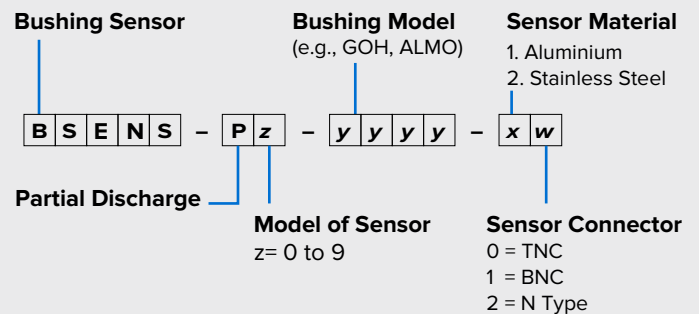 Bushing Sensor
Bushing Model
(e.g., GOH, ALMO)
Sensor Material
1. Aluminium
2. Stainless Steel
B S E N S – P z – y y y y – x w
Partial Discharge
Model of Sensor
z= 0 to 9
Sensor Connector
0 = TNC
1 = BNC
2 = N Type